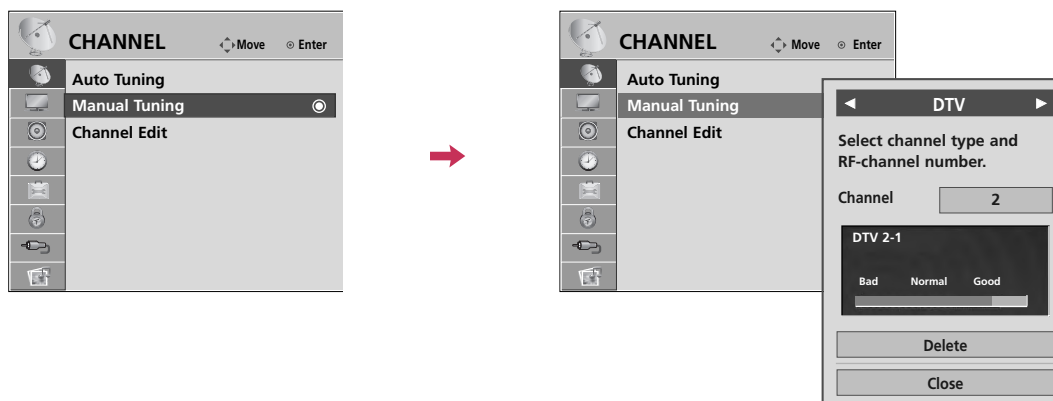 CHANNEL Move Enter
Auto Tuning
Manual Tuning
Channel Edit
CHANNEL Move Enter
Auto Tuning
Manual Tuning
Channel Edit
DTV
Select channel type and
RF-channel number.
Channel 2
DTV 2-1
Bad Normal Good
Delete
Close